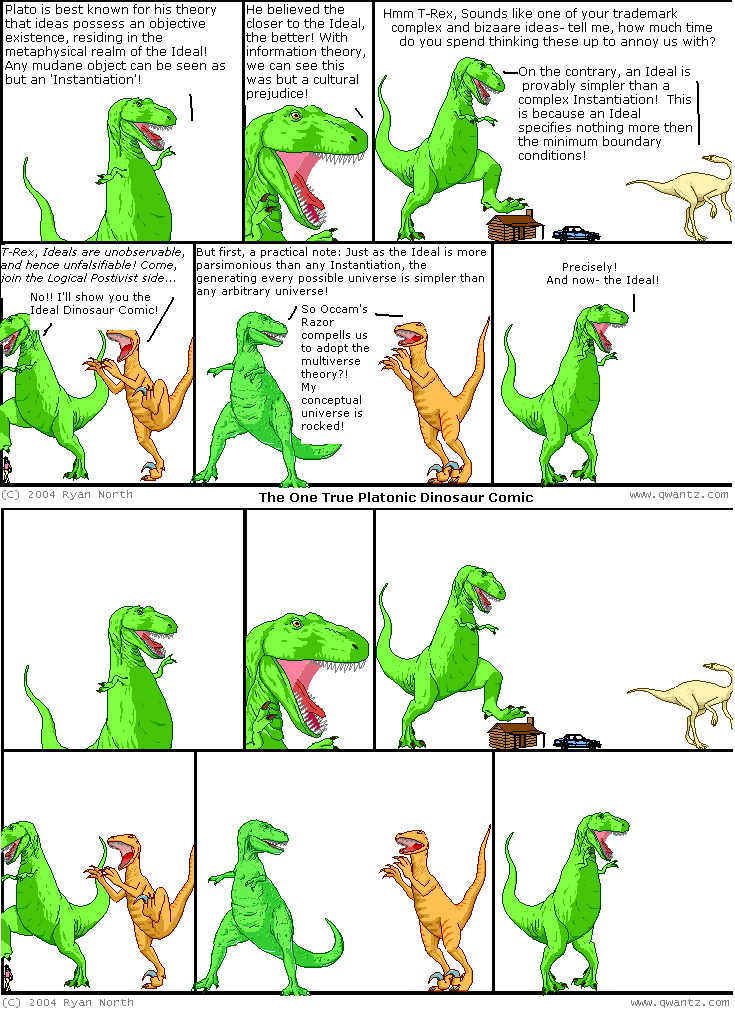 Plato is best known for his theory
that ideas possess an objective
existence, residing in the
metaphysical realm of the Ideal!
Any mudane object can be seen as
but an 'Instantiation'!
He believed the
closer to the Ideal,
the better! With
information theory,
we can see this
was but a cultural
prejudice!
Hmm T-Rex, Sounds like one of your trademark
complex and bizaare ideas- tell me, how much time
do you spend thinking these up to annoy us with?
On the contrary, an Ideal is
provably simpler than a
complex Instantiation! This
is because an Ideal
specifies nothing more then
the minimum boundary
conditions!
T-Rex, Ideals are unobservable,
and hence unfalsifiable! Come,
join the Logical Postivist side...
No!! I'll show you the
Ideal Dinosaur Comic!
But first, a practical note: Just as the Ideal is more
parsimonious than any Instantiation, the
generating every possible universe is simpler than
any arbitrary universe!
So Occam's
Razor
compells us
to adopt the
multiverse
theory?!
My
conceptual
universe is
rocked!
Precisely!
And now- the Ideal!
(C) 2004 Ryan North
www.qwantz.com
The One True Platonic Dinosaur Comic
(C) 2004 Ryan North
www.qwantz.com